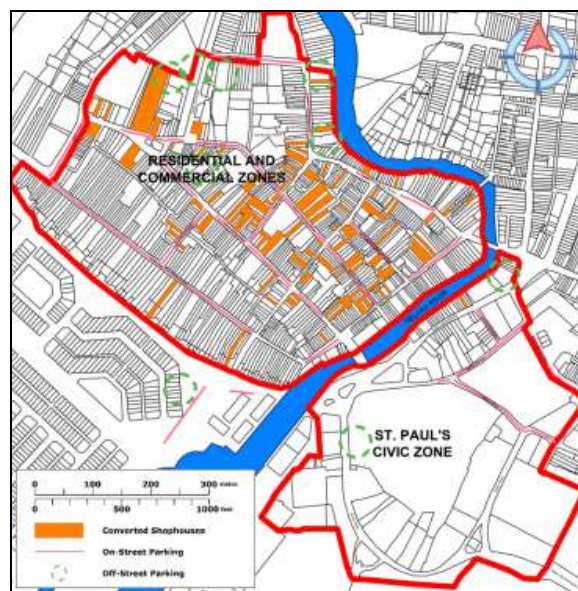 RESIDENTIAL AND
COMMERCIAL ZONES
ST. PAUL'S
CIVIC ZONE
0 100 200 300 metres
0 500 1000 feet
Converted Shophouses
On-Street Parking
Off-Street Parking